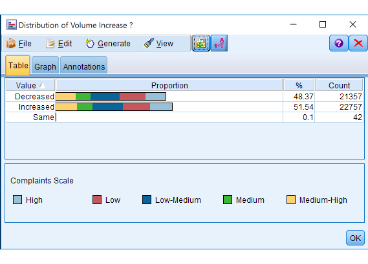 Distribution of Volume Increase ?
File Edit Generate View
Table Graph Annotations
Value Proportion % Count
Decreased 48.37 21357
Increased 51.54 22757
Same 0.1 42
Complaints Scale
High Low Low-Medium Medium Medium-High
OK